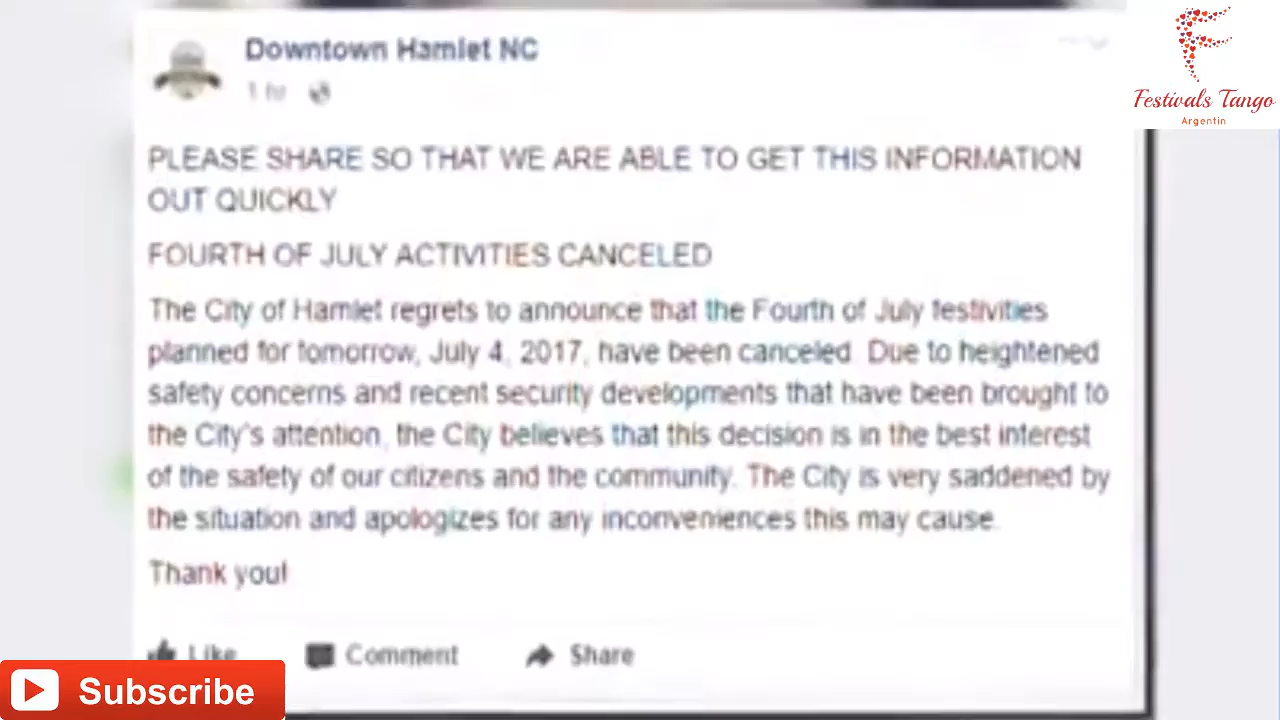 Downtown Hamlet NC
1 hr
PLEASE SHARE SO THAT WE ARE ABLE TO GET THIS INFORMATION
OUT QUICKLY
FOURTH OF JULY ACTIVITIES CANCELED
The City of Hamlet regrets to announce that the Fourth of July festivities
planned for tomorrow, July 4, 2017, have been canceled. Due to heightened
safety concerns and recent security developments that have been brought to
the City's attention, the City believes that this decision is in the best interest
of the safety of our citizens and the community. The City is very saddened by
the situation and apologizes for any inconveniences this may cause.
Thank you!
Like Comment Share
Subscribe
Festivals Tango
Argentin